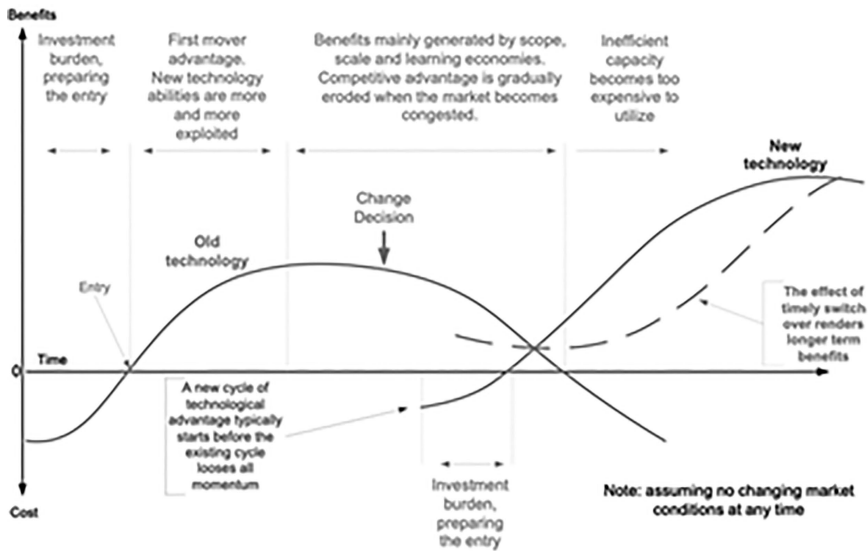 Benefits
Investment
burden,
preparing
the entry
First mover
advantage.
New technology
abilities are more
and more
exploited
Benefits mainly generated by scope,
scale and learning economies.
Competitive advantage is gradually
eroded when the market becomes
congested.
Inefficient
capacity
becomes too
expensive to
utilize
New
technology
Change
Decision
Old
technology
Entry
The effect of
timely switch
over renders
longer term
benefits
O
Time
A new cycle of
technological
advantage typically
starts before the
existing cycle
looses all
momentum
Investment
burden,
preparing
the entry
Note: assuming no changing market
conditions at any time
Cost